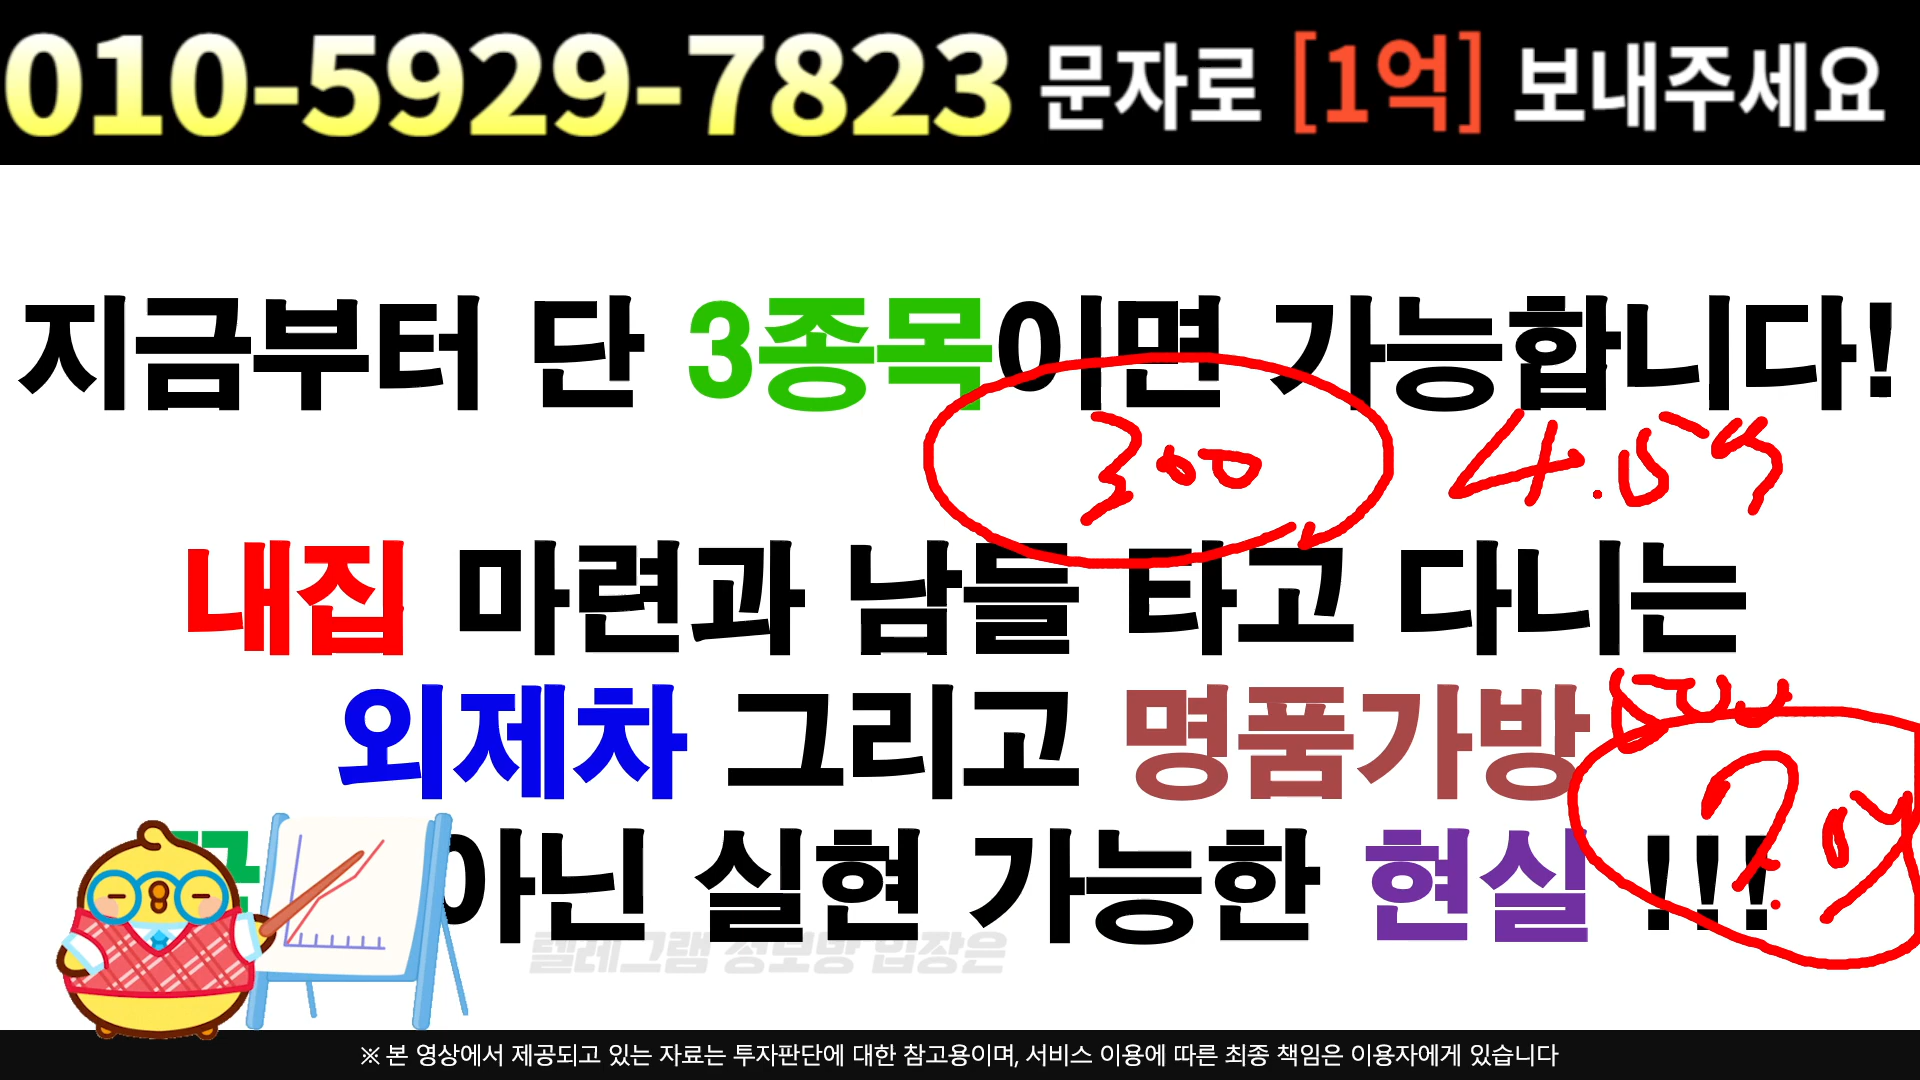 010-5929-7823 문자로 [1억] 보내주세요
지금부터 단 3종목이면 가능합니다!
300 4.59
내집 마련과 남들 타고 다니는
외제차 그리고 명품가방
500
아닌 실현 가능한 현실 !!!
텔레그램 정보방 입장은
※ 본 영상에서 제공되고 있는 자료는 투자판단에 대한 참고용이며, 서비스 이용에 따른 최종 책임은 이용자에게 있습니다